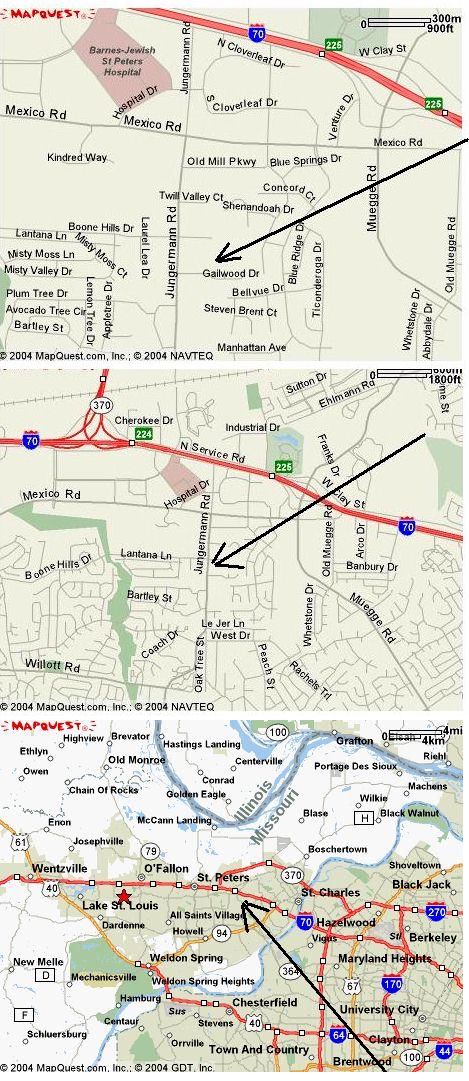 MAPQUEST
300m
900ft
70
225
W Clay St
Barnes-Jewish
St Peters
Hospital
Jungermann Rd
N Cloverleaf Dr
S Cloverleaf Dr
Hospital Dr
225
Venture Dr
Mexico Rd
Mexico Rd
Mexico Rd
Kindred Way
Old Mill Pkwy
Blue Springs Dr
Concord Ct
Muegge Rd
Twill Valley Ct
Shenandoah Dr
Boone Hills Dr
Laurel Lea Dr
Jungermann Rd
Lantana Ln
Misty Moss Ct
Misty Moss Ln
Blue Ridge Dr
Old Muegge Rd
Misty Valley Dr
Gailwood Dr
Ticonderoga Dr
Plum Tree Dr
Lemon Tree Dr
Appletree Dr
Bellvue Dr
Avocado Tree Cir
Steven Brent Ct
Whetstone Dr
Abbydale Dr
Bartley St
Manhattan Ave
© 2004 MapQuest.com, Inc.; © 2004 NAVTEQ
600m
1800ft
Sutton Dr
Ehlmann Rd
me St
370
Cherokee Dr
Industrial Dr
70
224
N Service Rd
Franks Dr
225
Hospital Dr
W Clay St
Mexico Rd
Jungermann Rd
Old Muegge Rd
70
Arco Dr
Lantana Ln
Boone Hills Dr
Banbury Dr
Bartley St
Whetstone Dr
Muegge Rd
Le Jer Ln
West Dr
Coach Dr
Oak Tree St
Peach St
Rachels Trl
Willott Rd
© 2004 MapQuest.com, Inc.; © 2004 NAVTEQ
MAPQUEST
4mi
4km
Elsah
100
Grafton
Highview
Brevator
Hastings Landing
Ethlyn
Old Monroe
Centerville
Riehl
Portage Des Sioux
Owen
Conrad
Machens
Chain Of Rocks
Golden Eagle
Illinois
Missouri
Wilkie
McCann Landing
Blase
H
Black Walnut
Enon
61
Josephville
Boschertown
79
O'Fallon
Shoveltown
Wentzville
St. Peters
370
Black Jack
40
St. Charles
Lake St. Louis
All Saints Village
70
Hazelwood
270
Dardenne
Howell
94
Vigus
Stl
Berkeley
Weldon Spring
New Melle
D
Mechanicsville
Weldon Spring Heights
364
Maryland Heights
67
170
Hamburg
Chesterfield
F
Sus
University City
Centaur
Stevens
40
Schluersburg
Orrville
64
Clayton
Town And Country
100
44
Brentwood
© 2004 MapQuest.com, Inc.; © 2004 GDT, Inc.